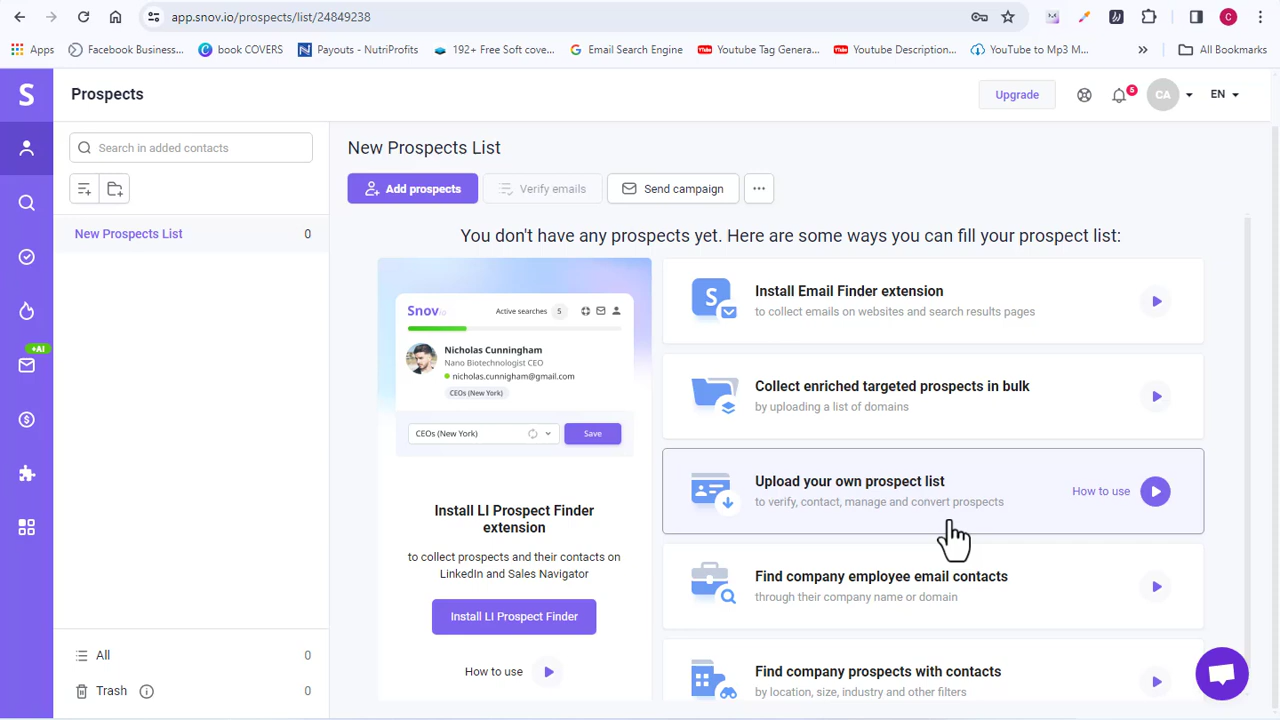 app.snov.io/prospects/list/24849238
C
Apps
Facebook Business...
book COVERS
Payouts - NutriProfits
192+ Free Soft cove...
Email Search Engine
Youtube Tag Genera...
Youtube Description...
YouTube to Mp3 M...
»
All Bookmarks
S
Prospects
Upgrade
5
CA
EN
Search in added contacts
New Prospects List
0
+AI
All
0
Trash
0
New Prospects List
Add prospects
Verify emails
Send campaign
You don't have any prospects yet. Here are some ways you can fill your prospect list:
Snov.io
Active searches
5
Nicholas Cunningham
Nano Biotechnologist CEO
nicholas.cunnigham@gmail.com
CEOs (New York)
CEOs (New York)
Save
Install LI Prospect Finder
extension
to collect prospects and their contacts on
LinkedIn and Sales Navigator
Install LI Prospect Finder
How to use
S
Install Email Finder extension
to collect emails on websites and search results pages
Collect enriched targeted prospects in bulk
by uploading a list of domains
Upload your own prospect list
to verify, contact, manage and convert prospects
How to use
Find company employee email contacts
through their company name or domain
Find company prospects with contacts
by location, size, industry and other filters